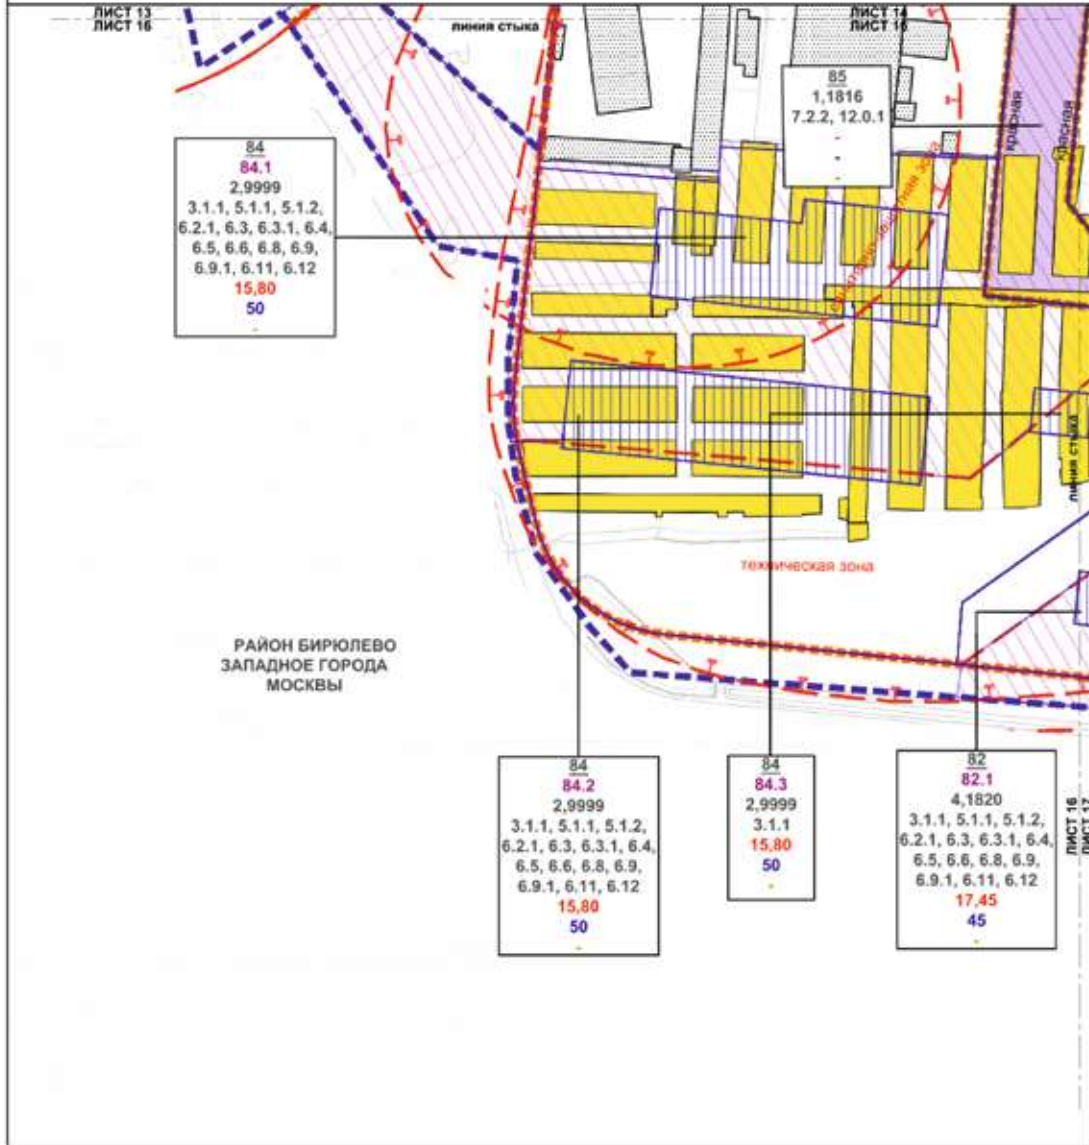 ЛИСТ 13
ЛИСТ 16
линия стыка
ЛИСТ 14
ЛИСТ 16
85
1,1816
7.2.2, 12.0.1
-
-
-
красная
красная
84
84.1
2,9999
3.1.1, 5.1.1, 5.1.2,
6.2.1, 6.3, 6.3.1, 6.4,
6.5, 6.6, 6.8, 6.9,
6.9.1, 6.11, 6.12
15,80
50
-
санитарно-защитная зона
линия стыка
техническая зона
РАЙОН БИРЮЛЕВО
ЗАПАДНОЕ ГОРОДА
МОСКВЫ
84
84.2
2,9999
3.1.1, 5.1.1, 5.1.2,
6.2.1, 6.3, 6.3.1, 6.4,
6.5, 6.6, 6.8, 6.9,
6.9.1, 6.11, 6.12
15,80
50
-
84
84.3
2,9999
3.1.1
15,80
50
-
82
82.1
4,1820
3.1.1, 5.1.1, 5.1.2,
6.2.1, 6.3, 6.3.1, 6.4,
6.5, 6.6, 6.8, 6.9,
6.9.1, 6.11, 6.12
17,45
45
-
ЛИСТ 16
ЛИСТ 17